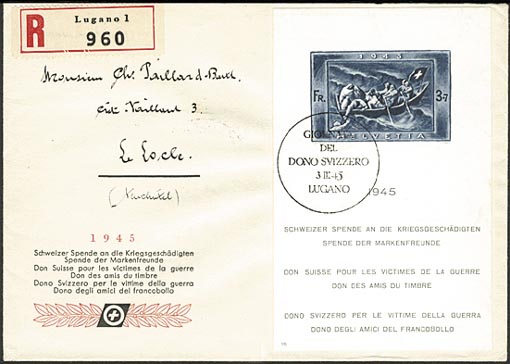 R
Lugano 1
960
Monsieur Ch. Paillard-
3
Le Locle.
(Neuchâtel)
1945
Schweizer Spende an die Kriegsgeschädigten
Spende der Markenfreunde
Don Suisse pour les victimes de la guerre
Don des amis du timbre
Dono Svizzero per le vittime della guerra
Dono degli amici del francobollo
1945
FR. 3+7
HELVETIA
GIORNATA
DEL
DONO SVIZZERO
3 III-45
LUGANO
1945
SCHWEIZER SPENDE AN DIE KRIEGSGESCHÄDIGTEN
SPENDE DER MARKENFREUNDE
DON SUISSE POUR LES VICTIMES DE LA GUERRE
DON DES AMIS DU TIMBRE
DONO SVIZZERO PER LE VITTIME DELLA GUERRA
DONO DEGLI AMICI DEL FRANCOBOLLO